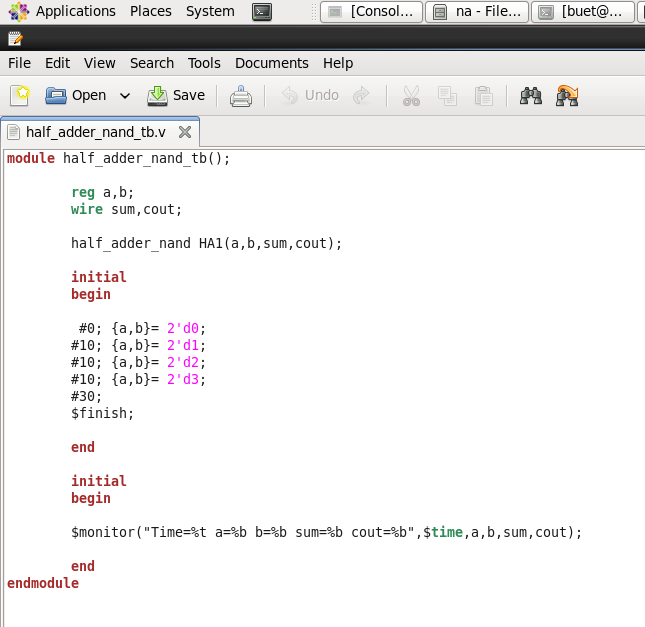 Applications Places System [Consol... na - File... [buet@...
File Edit View Search Tools Documents Help
Open Save Undo
half_adder_nand_tb.v
module half_adder_nand_tb();
reg a,b;
wire sum,cout;
half_adder_nand HA1(a,b,sum,cout);
initial
begin
#0; {a,b}= 2'd0;
#10; {a,b}= 2'd1;
#10; {a,b}= 2'd2;
#10; {a,b}= 2'd3;
#30;
$finish;
end
initial
begin
$monitor("Time=%t a=%b b=%b sum=%b cout=%b",$time,a,b,sum,cout);
end
endmodule